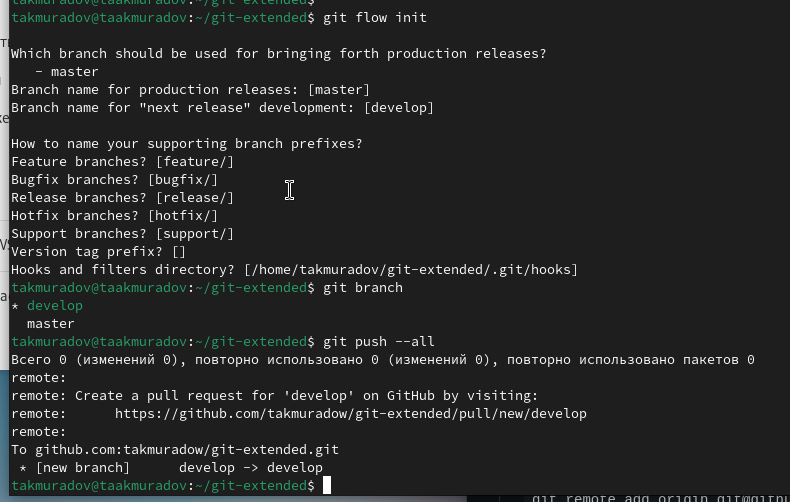 takmuradov@taakmuradov:~/git-extended$
takmuradov@taakmuradov:~/git-extended$ git flow init
Which branch should be used for bringing forth production releases?
- master
Branch name for production releases: [master]
Branch name for "next release" development: [develop]
How to name your supporting branch prefixes?
Feature branches? [feature/]
Bugfix branches? [bugfix/]
Release branches? [release/]
Hotfix branches? [hotfix/]
Support branches? [support/]
Version tag prefix? []
Hooks and filters directory? [/home/takmuradov/git-extended/.git/hooks]
takmuradov@taakmuradov:~/git-extended$ git branch
* develop
master
takmuradov@taakmuradov:~/git-extended$ git push --all
Всего 0 (изменений 0), повторно использовано 0 (изменений 0), повторно использовано пакетов 0
remote:
remote: Create a pull request for 'develop' on GitHub by visiting:
remote: https://github.com/takmuradow/git-extended/pull/new/develop
remote:
To github.com:takmuradow/git-extended.git
* [new branch] develop -> develop
takmuradov@taakmuradov:~/git-extended$
git remote add origin git@githu